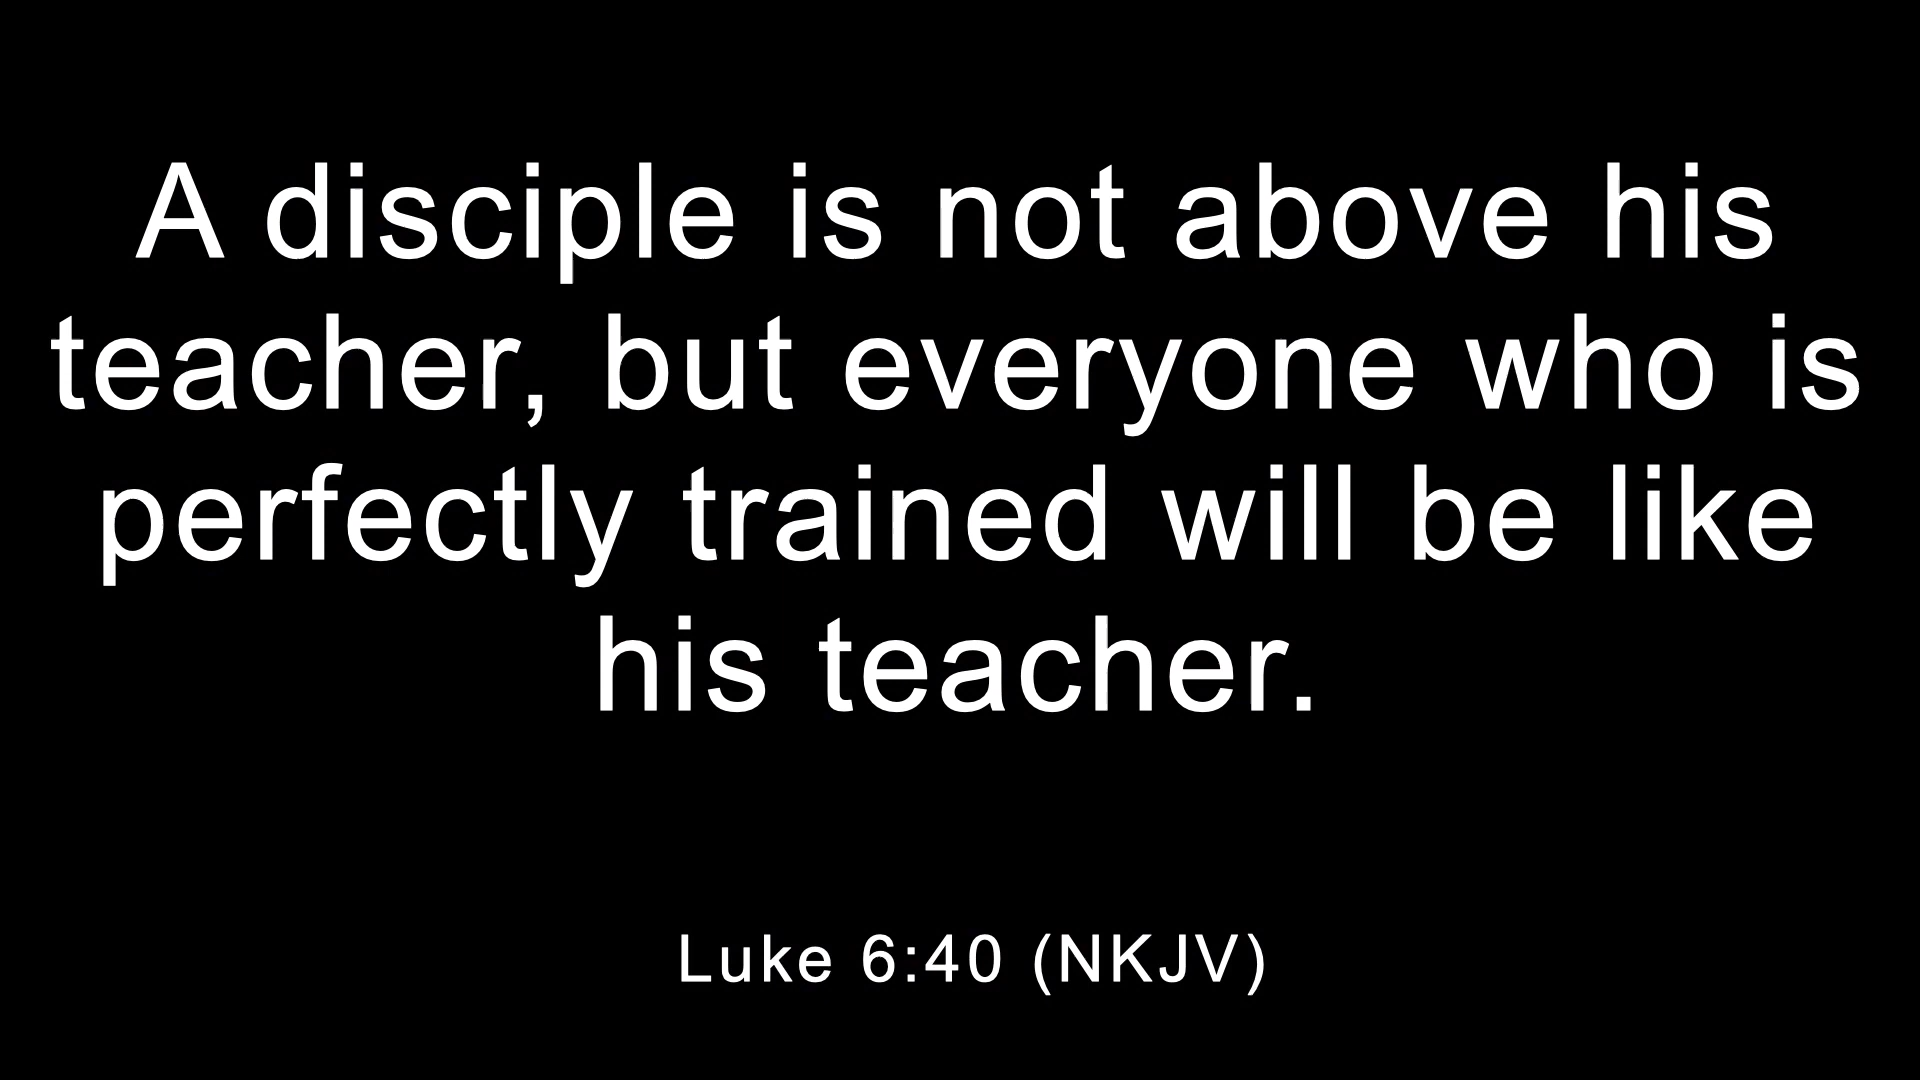 A disciple is not above his
teacher, but everyone who is
perfectly trained will be like
his teacher.
Luke 6:40 (NKJV)